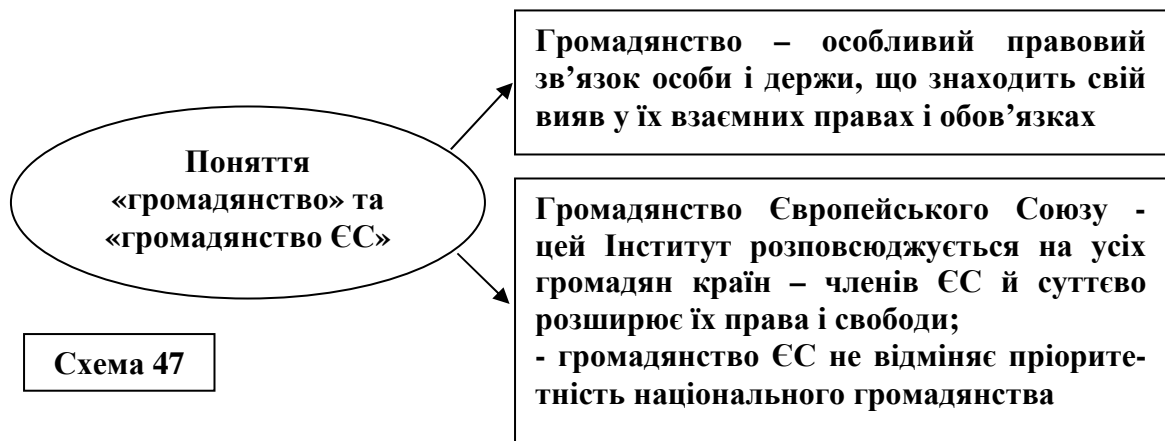 Громадянство – особливий правовий
зв’язок особи і держи, що знаходить свій
вияв у їх взаємних правах і обов’язках
Поняття
«громадянство» та
«громадянство ЄС»
Громадянство Європейського Союзу -
цей Інститут розповсюджується на усіх
громадян країн – членів ЄС й суттєво
розширює їх права і свободи;
- громадянство ЄС не відміняє пріорите-
тність національного громадянства
Схема 47